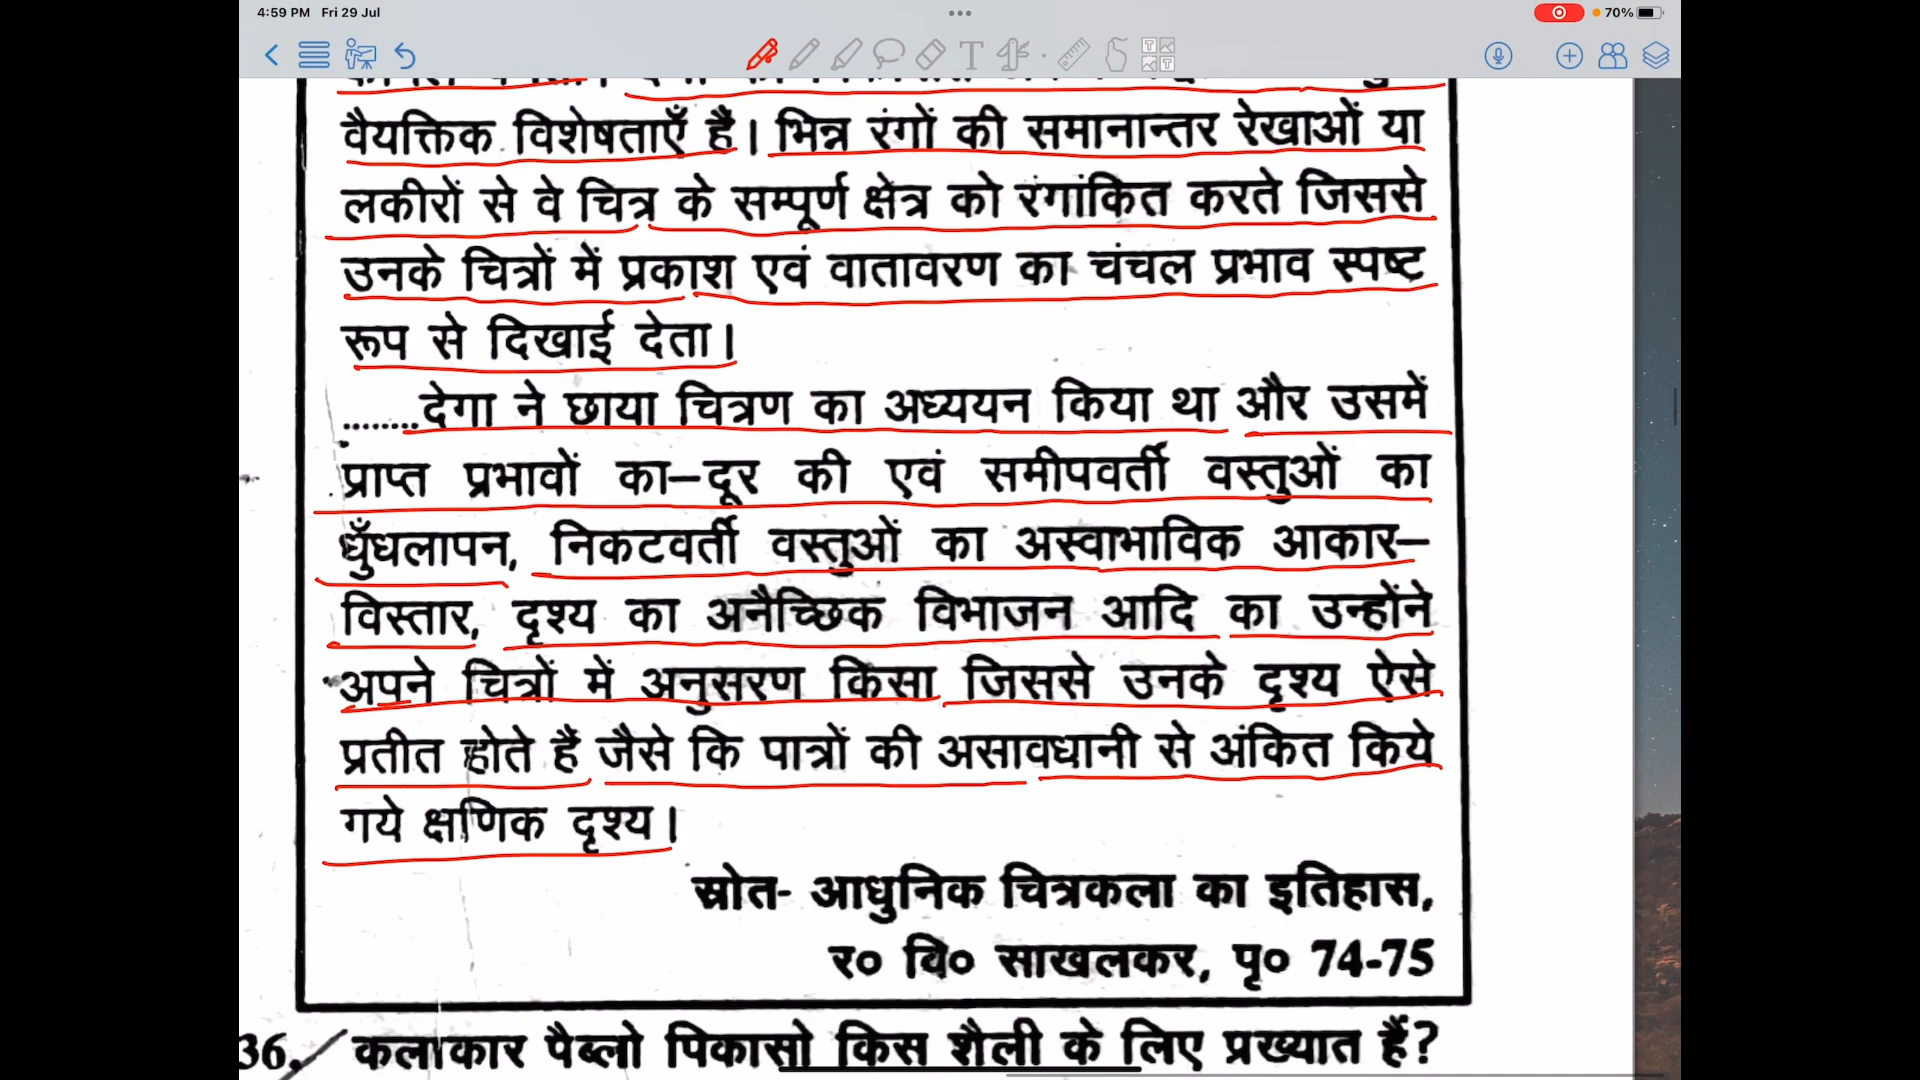 4:59 PM Fri 29 Jul
70%
वैयक्तिक विशेषताएँ हैं। भिन्न रंगों की समानान्तर रेखाओं या
लकीरों से वे चित्र के सम्पूर्ण क्षेत्र को रंगांकित करते जिससे
उनके चित्रों में प्रकाश एवं वातावरण का चंचल प्रभाव स्पष्ट
रूप से दिखाई देता।
........देगा ने छाया चित्रण का अध्ययन किया था और उसमें
प्राप्त प्रभावों का–दूर की एवं समीपवर्ती वस्तुओं का
धुँधलापन, निकटवर्ती वस्तुओं का अस्वाभाविक आकार–
विस्तार, दृश्य का अनैच्छिक विभाजन आदि का उन्होंने
अपने चित्रों में अनुसरण किसा जिससे उनके दृश्य ऐसे
प्रतीत होते हैं जैसे कि पात्रों की असावधानी से अंकित किये
गये क्षणिक दृश्य।
स्रोत- आधुनिक चित्रकला का इतिहास,
र० वि० साखलकर, पृ० 74-75
36. कलाकार पैब्लो पिकासो किस शैली के लिए प्रख्यात हैं?